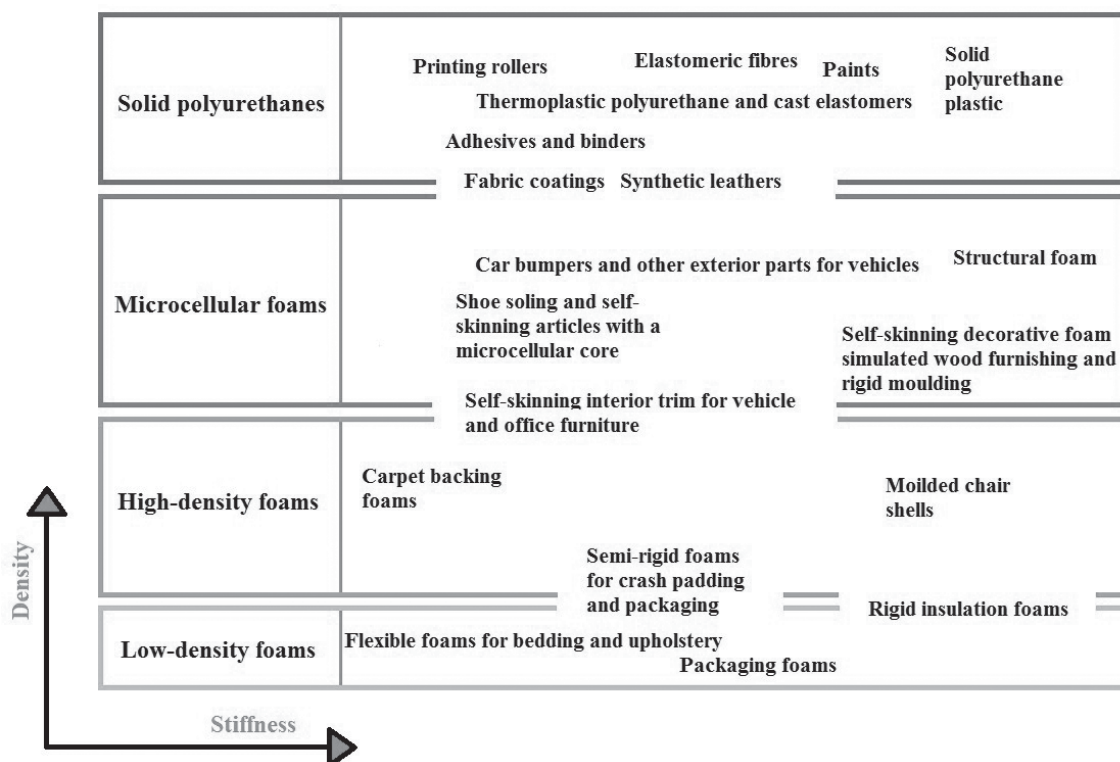 Solid polyurethanes
Printing rollers
Elastomeric fibres
Paints
Solid
polyurethane
plastic
Thermoplastic polyurethane and cast elastomers
Adhesives and binders
Fabric coatings
Synthetic leathers
Microcellular foams
Car bumpers and other exterior parts for vehicles
Structural foam
Shoe soling and self-
skinning articles with a
microcellular core
Self-skinning decorative foam
simulated wood furnishing and
rigid moulding
Self-skinning interior trim for vehicle
and office furniture
High-density foams
Carpet backing
foams
Moilded chair
shells
Semi-rigid foams
for crash padding
and packaging
Rigid insulation foams
Low-density foams
Flexible foams for bedding and upholstery
Packaging foams
Density
Stiffness